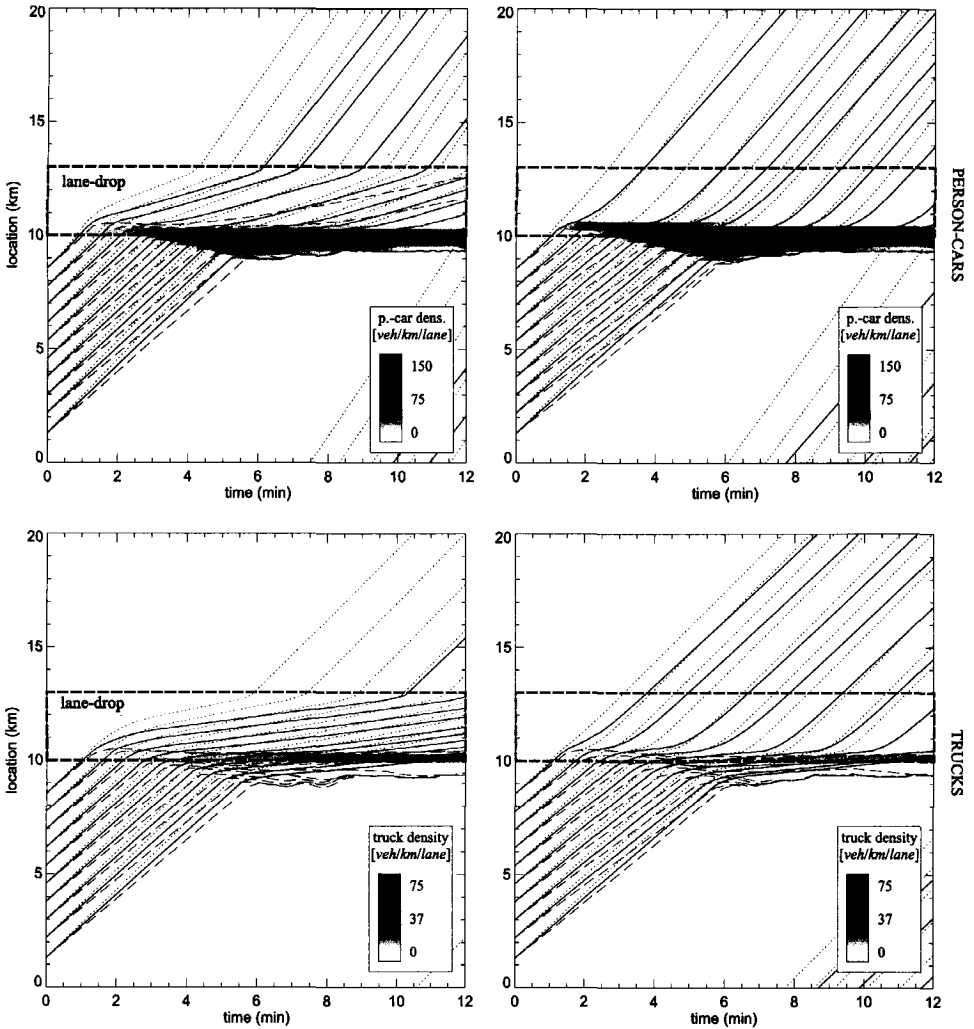 20
15
10
5
0
location (km)
lane-drop
p.-car dens.
[veh/km/lane]
150
75
0
0 2 4 6 8 10 12
time (min)
20
15
10
5
0
p.-car dens.
[veh/km/lane]
150
75
0
0 2 4 6 8 10 12
time (min)
PERSON-CARS
20
15
10
5
0
location (km)
lane-drop
truck density
[veh/km/lane]
75
37
0
0 2 4 6 8 10 12
time (min)
20
15
10
5
0
truck density
[veh/km/lane]
75
37
0
0 2 4 6 8 10 12
time (min)
TRUCKS